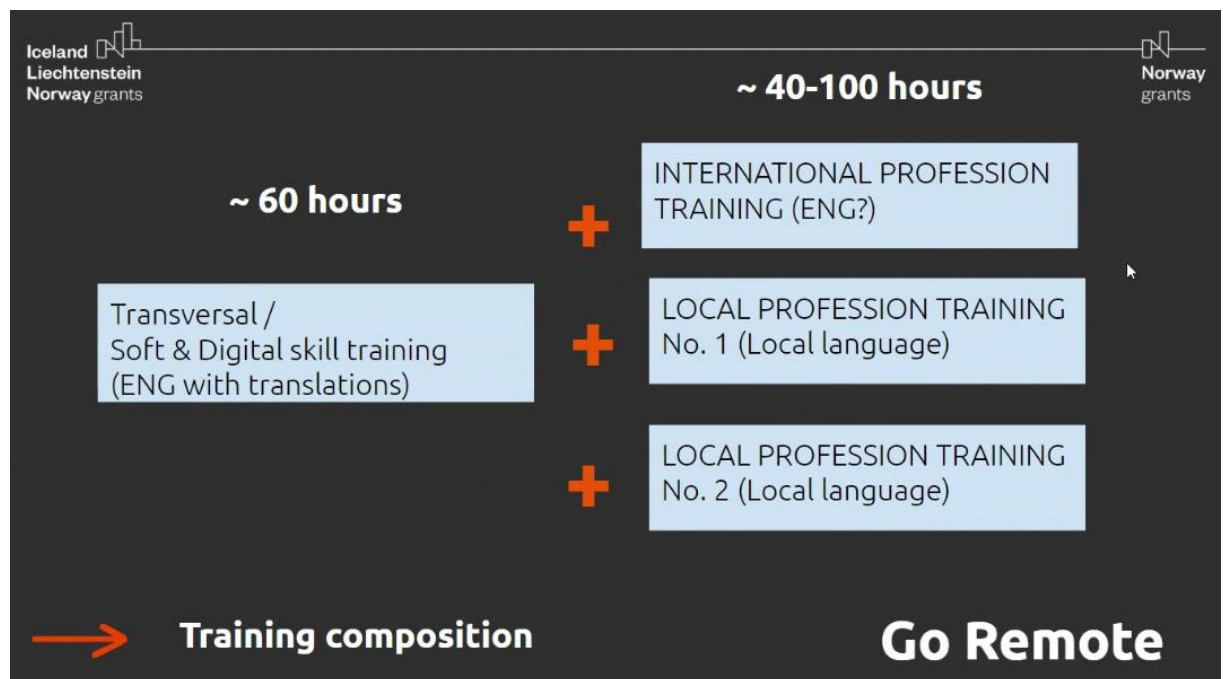 Iceland
Liechtenstein
Norway grants
Norway
grants
~ 40-100 hours
~ 60 hours
+
INTERNATIONAL PROFESSION
TRAINING (ENG?)
Transversal /
Soft & Digital skill training
(ENG with translations)
+
LOCAL PROFESSION TRAINING
No. 1 (Local language)
+
LOCAL PROFESSION TRAINING
No. 2 (Local language)
Training composition
Go Remote